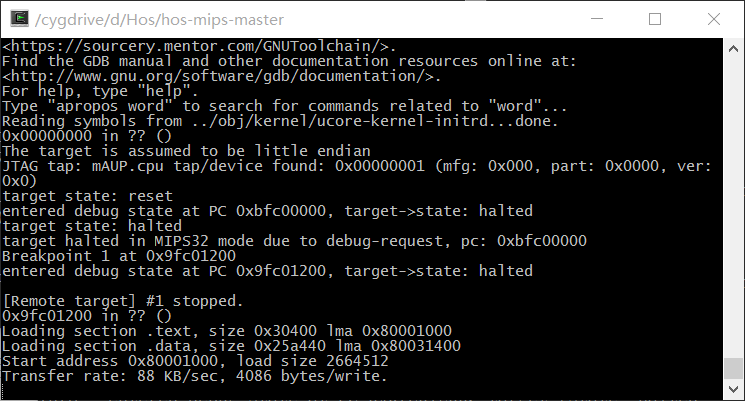 /cygdrive/d/Hos/hos-mips-master
<https://sourcery.mentor.com/GNUToolchain/>.
Find the GDB manual and other documentation resources online at:
<http://www.gnu.org/software/gdb/documentation/>.
For help, type "help".
Type "apropos word" to search for commands related to "word"...
Reading symbols from ../obj/kernel/ucore-kernel-initrd...done.
0x00000000 in ?? ()
The target is assumed to be little endian
JTAG tap: mAUP.cpu tap/device found: 0x00000001 (mfg: 0x000, part: 0x0000, ver:
0x0)
target state: reset
entered debug state at PC 0xbfc00000, target->state: halted
target state: halted
target halted in MIPS32 mode due to debug-request, pc: 0xbfc00000
Breakpoint 1 at 0x9fc01200
entered debug state at PC 0x9fc01200, target->state: halted
[Remote target] #1 stopped.
0x9fc01200 in ?? ()
Loading section .text, size 0x30400 lma 0x80001000
Loading section .data, size 0x25a440 lma 0x80031400
Start address 0x80001000, load size 2664512
Transfer rate: 88 KB/sec, 4086 bytes/write.